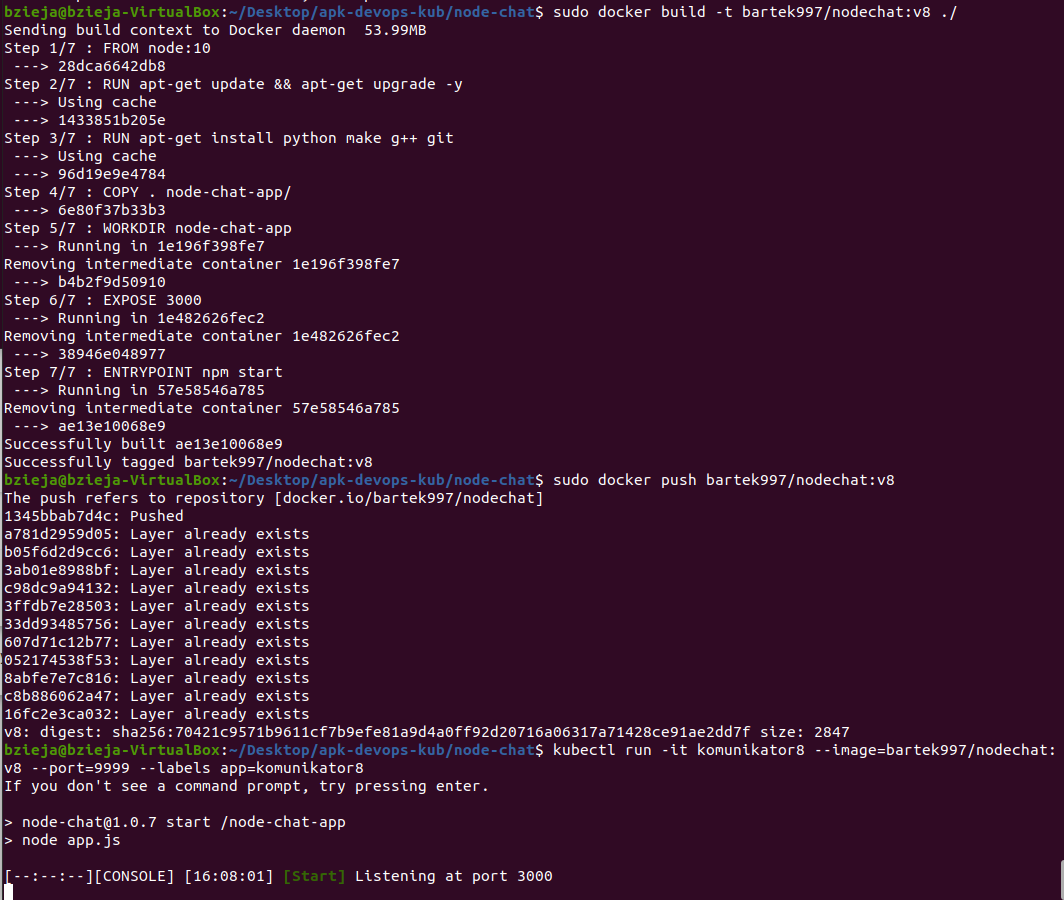 bzieja@bzieja-VirtualBox:~/Desktop/apk-devops-kub/node-chat$ sudo docker build -t bartek997/nodechat:v8 ./
Sending build context to Docker daemon  53.99MB
Step 1/7 : FROM node:10
 ---> 28dca6642db8
Step 2/7 : RUN apt-get update && apt-get upgrade -y
 ---> Using cache
 ---> 1433851b205e
Step 3/7 : RUN apt-get install python make g++ git
 ---> Using cache
 ---> 96d19e9e4784
Step 4/7 : COPY . node-chat-app/
 ---> 6e80f37b33b3
Step 5/7 : WORKDIR node-chat-app
 ---> Running in 1e196f398fe7
Removing intermediate container 1e196f398fe7
 ---> b4b2f9d50910
Step 6/7 : EXPOSE 3000
 ---> Running in 1e482626fec2
Removing intermediate container 1e482626fec2
 ---> 38946e048977
Step 7/7 : ENTRYPOINT npm start
 ---> Running in 57e58546a785
Removing intermediate container 57e58546a785
 ---> ae13e10068e9
Successfully built ae13e10068e9
Successfully tagged bartek997/nodechat:v8
bzieja@bzieja-VirtualBox:~/Desktop/apk-devops-kub/node-chat$ sudo docker push bartek997/nodechat:v8
The push refers to repository [docker.io/bartek997/nodechat]
1345bbab7d4c: Pushed
a781d2959d05: Layer already exists
b05f6d2d9cc6: Layer already exists
3ab01e8988bf: Layer already exists
c98dc9a94132: Layer already exists
3ffdb7e28503: Layer already exists
33dd93485756: Layer already exists
607d71c12b77: Layer already exists
052174538f53: Layer already exists
8abfe7e7c816: Layer already exists
c8b886062a47: Layer already exists
16fc2e3ca032: Layer already exists
v8: digest: sha256:70421c9571b9611cf7b9efe81a9d4a0ff92d20716a06317a71428ce91ae2dd7f size: 2847
bzieja@bzieja-VirtualBox:~/Desktop/apk-devops-kub/node-chat$ kubectl run -it komunikator8 --image=bartek997/nodechat:
v8 --port=9999 --labels app=komunikator8
If you don't see a command prompt, try pressing enter.

> node-chat@1.0.7 start /node-chat-app
> node app.js

[--:--:--][CONSOLE] [16:08:01] [Start] Listening at port 3000